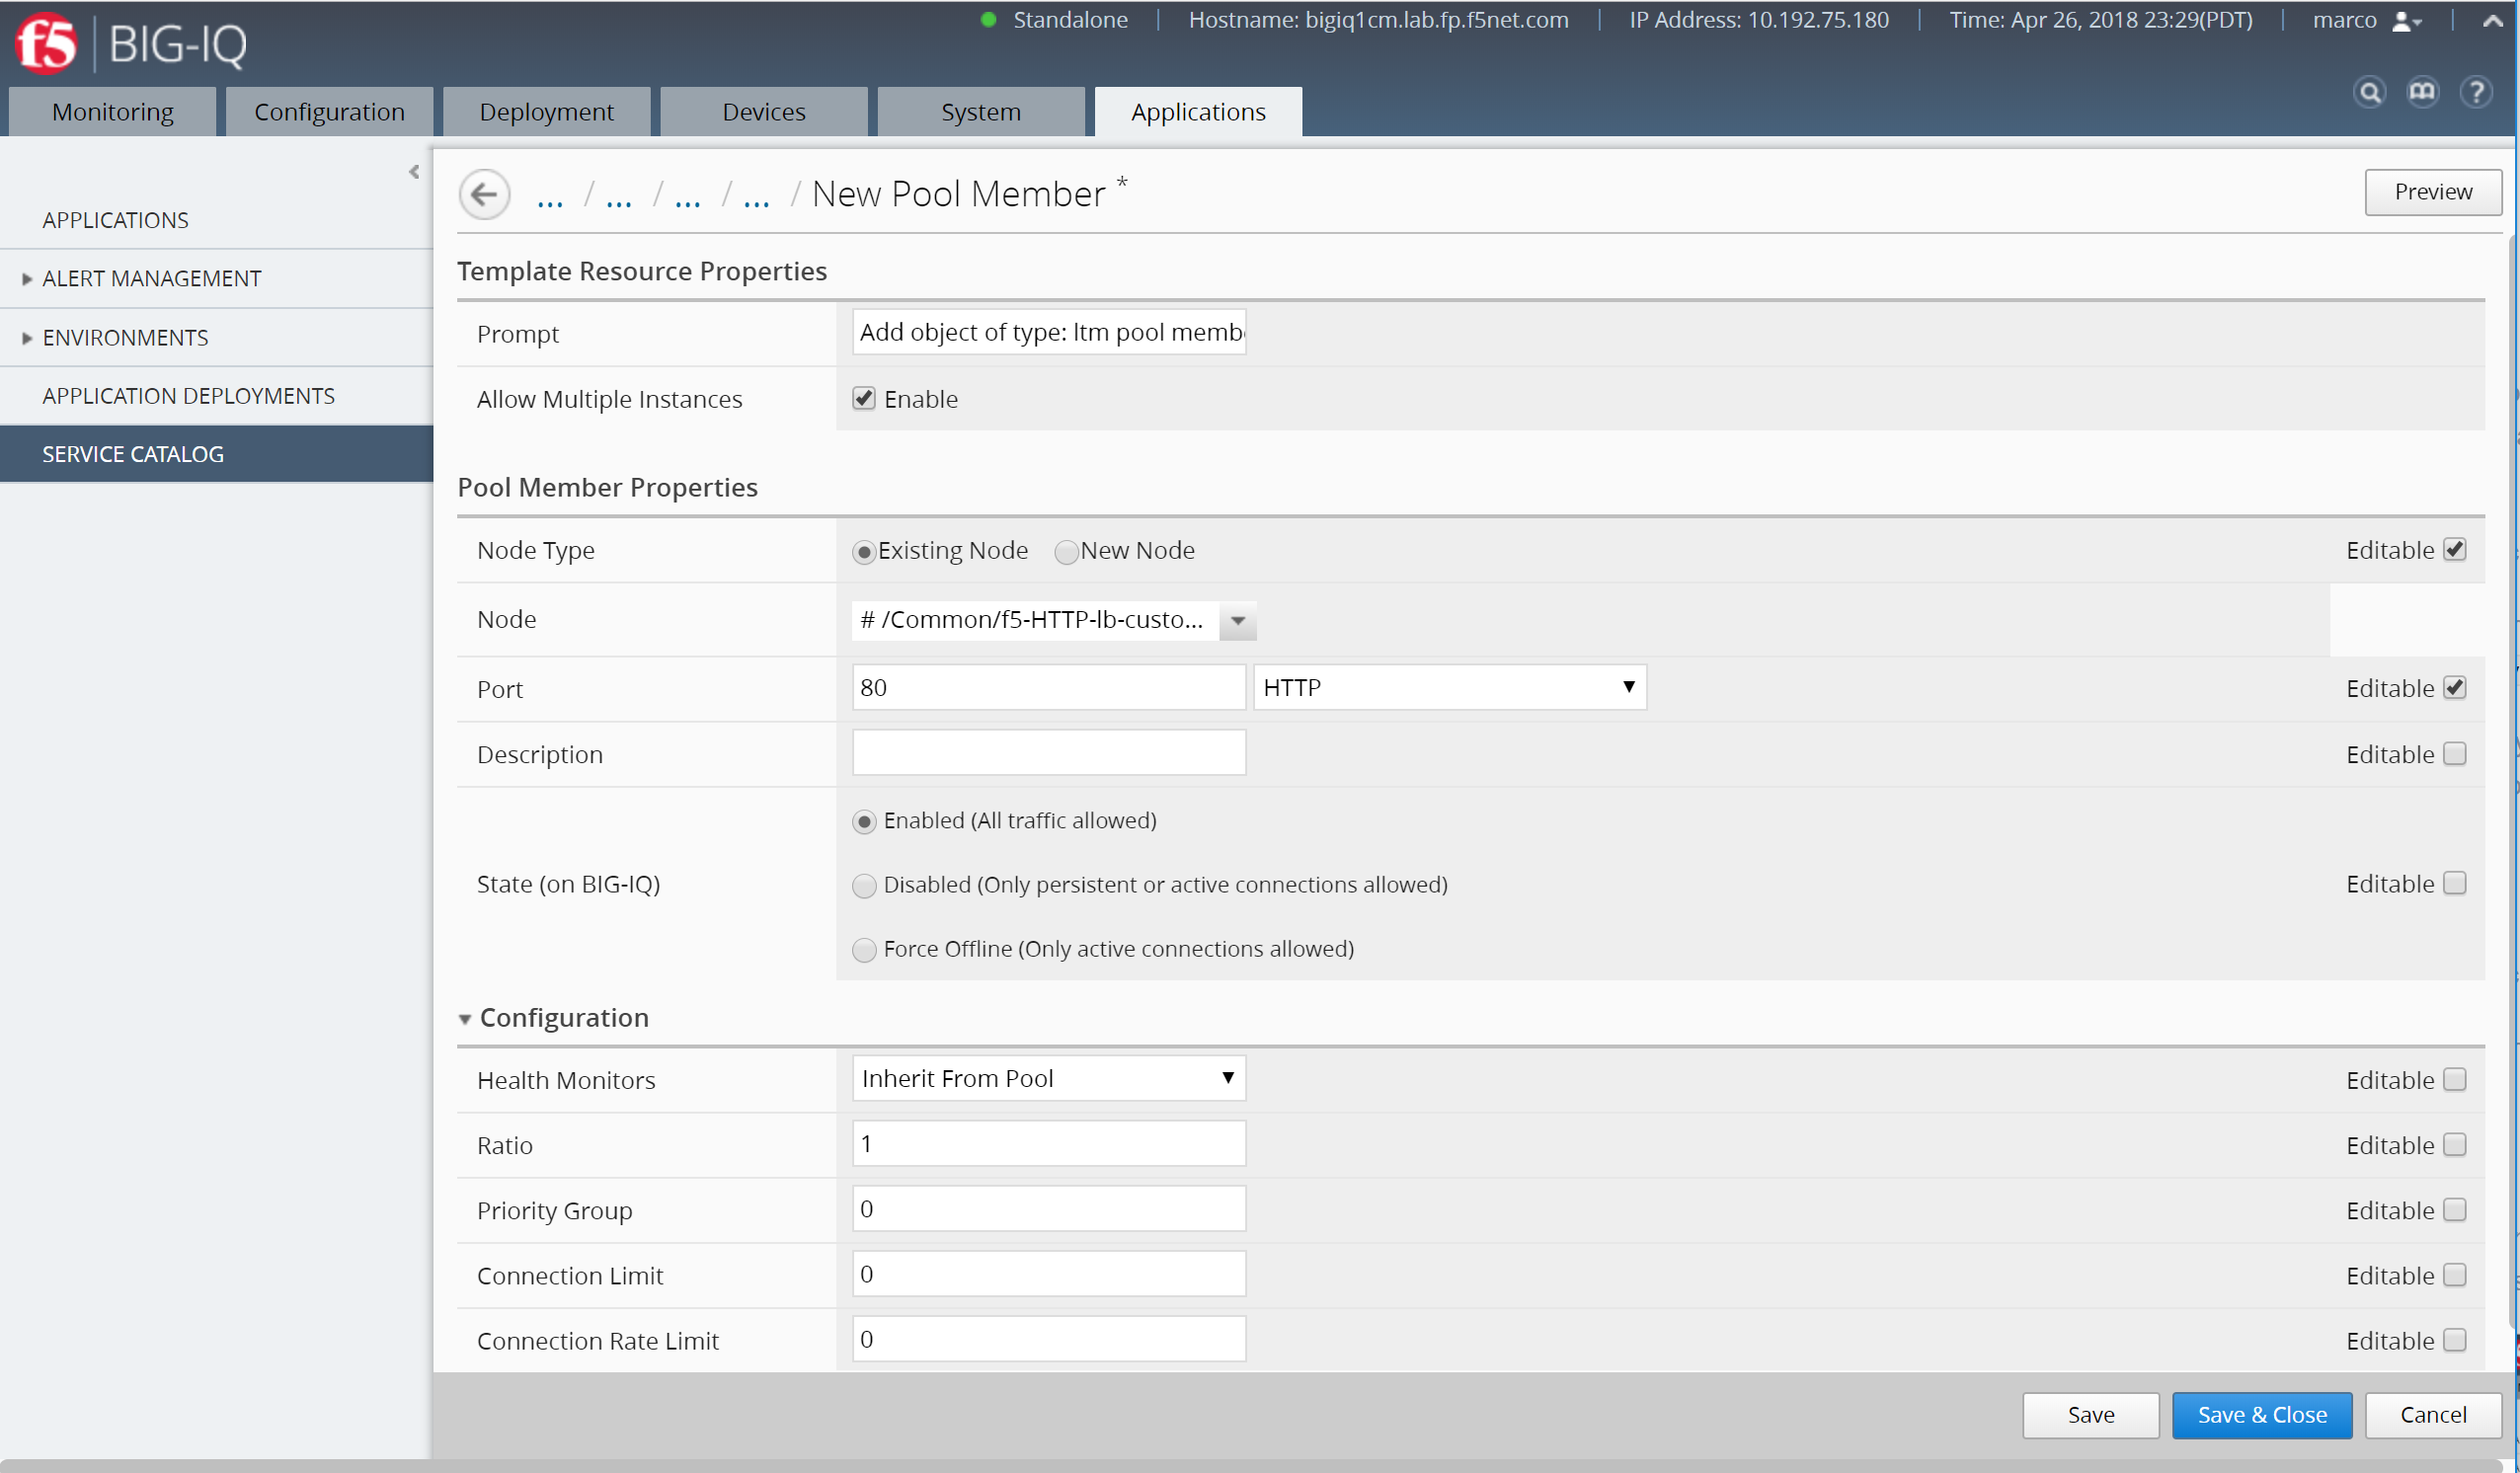 Standalone | Hostname: bigiq1cm.lab.fp.f5net.com | IP Address: 10.192.75.180 | Time: Apr 26, 2018 23:29(PDT) | marco
f5 BIG-IQ
Monitoring Configuration Deployment Devices System Applications
... / ... / ... / ... / New Pool Member *
Preview
APPLICATIONS
ALERT MANAGEMENT
ENVIRONMENTS
APPLICATION DEPLOYMENTS
SERVICE CATALOG
Template Resource Properties
Prompt Add object of type: ltm pool memb
Allow Multiple Instances Enable
Pool Member Properties
Node Type Existing Node New Node Editable
Node # /Common/f5-HTTP-lb-custo...
Port 80 HTTP Editable
Description Editable
Enabled (All traffic allowed)
State (on BIG-IQ) Disabled (Only persistent or active connections allowed) Editable
Force Offline (Only active connections allowed)
Configuration
Health Monitors Inherit From Pool Editable
Ratio 1 Editable
Priority Group 0 Editable
Connection Limit 0 Editable
Connection Rate Limit 0 Editable
Save Save & Close Cancel